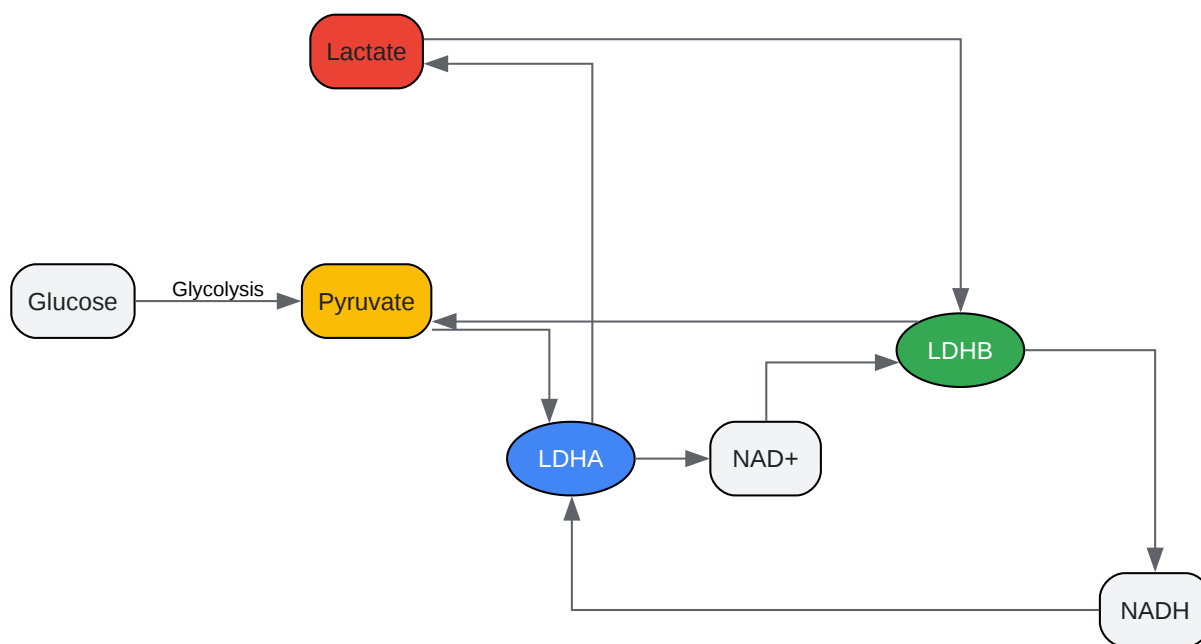 Lactate
Glycolysis
Glucose
Pyruvate
LDHB
LDHA
NAD+
NADH